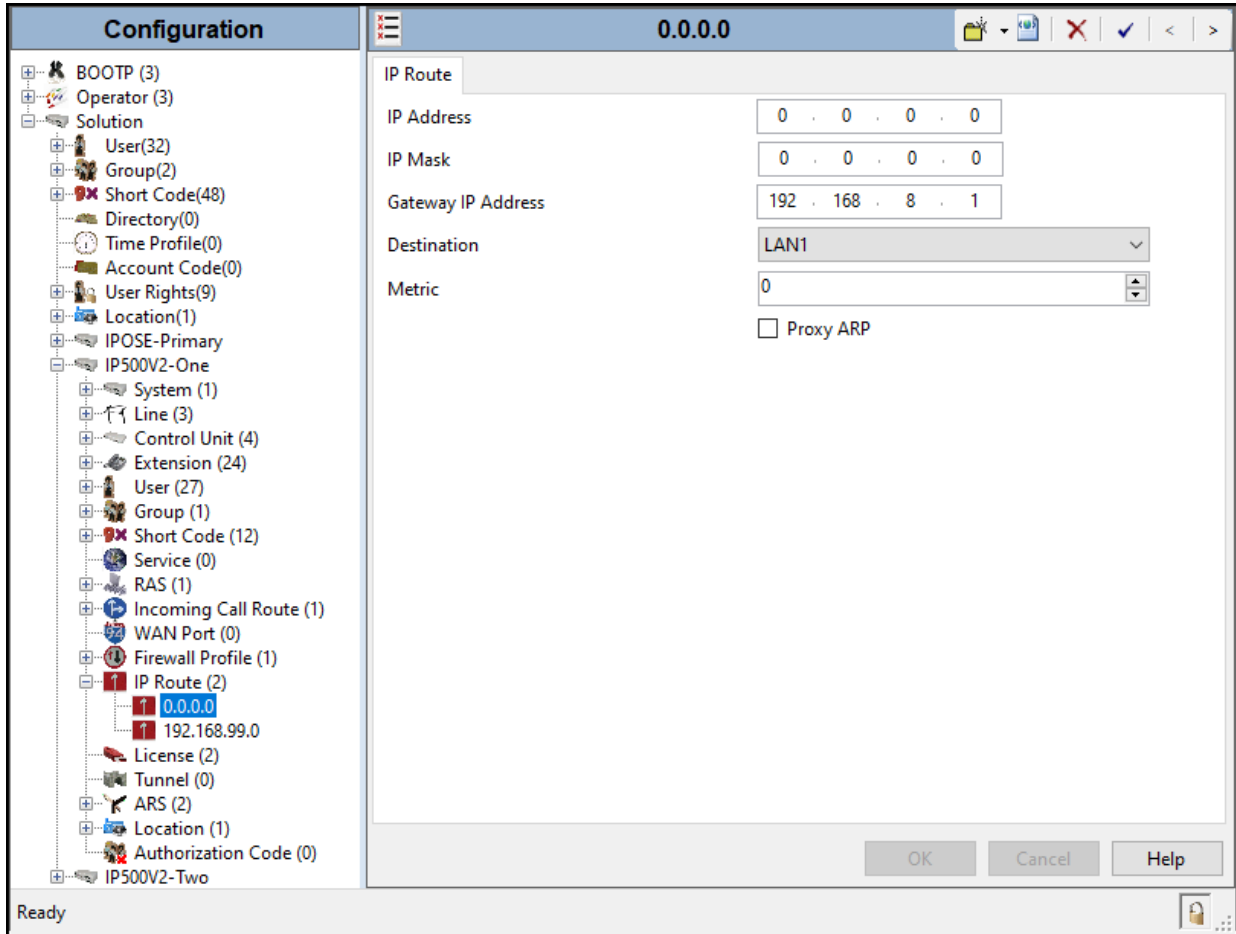 Configuration
BOOTP (3)
Operator (3)
Solution
User(32)
Group(2)
Short Code(48)
Directory(0)
Time Profile(0)
Account Code(0)
User Rights(9)
Location(1)
IPOSE-Primary
IP500V2-One
System (1)
Line (3)
Control Unit (4)
Extension (24)
User (27)
Group (1)
Short Code (12)
Service (0)
RAS (1)
Incoming Call Route (1)
WAN Port (0)
Firewall Profile (1)
IP Route (2)
0.0.0.0
192.168.99.0
License (2)
Tunnel (0)
ARS (2)
Location (1)
Authorization Code (0)
IP500V2-Two
0.0.0.0
< >
IP Route
IP Address 0 . 0 . 0 . 0
IP Mask 0 . 0 . 0 . 0
Gateway IP Address 192 . 168 . 8 . 1
Destination LAN1
Metric 0
Proxy ARP
OK Cancel Help
Ready